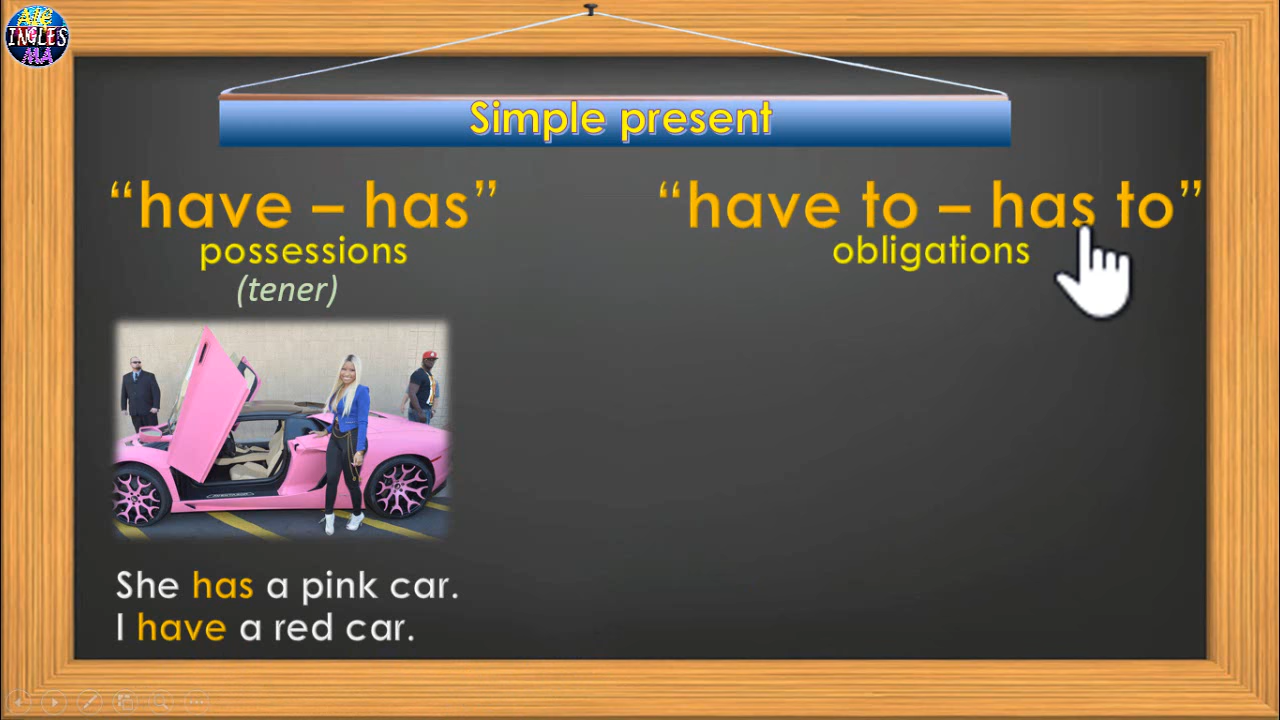 INGLES
Simple present
“have – has”
possessions
(tener)
“have to – has to”
obligations
She has a pink car.
I have a red car.